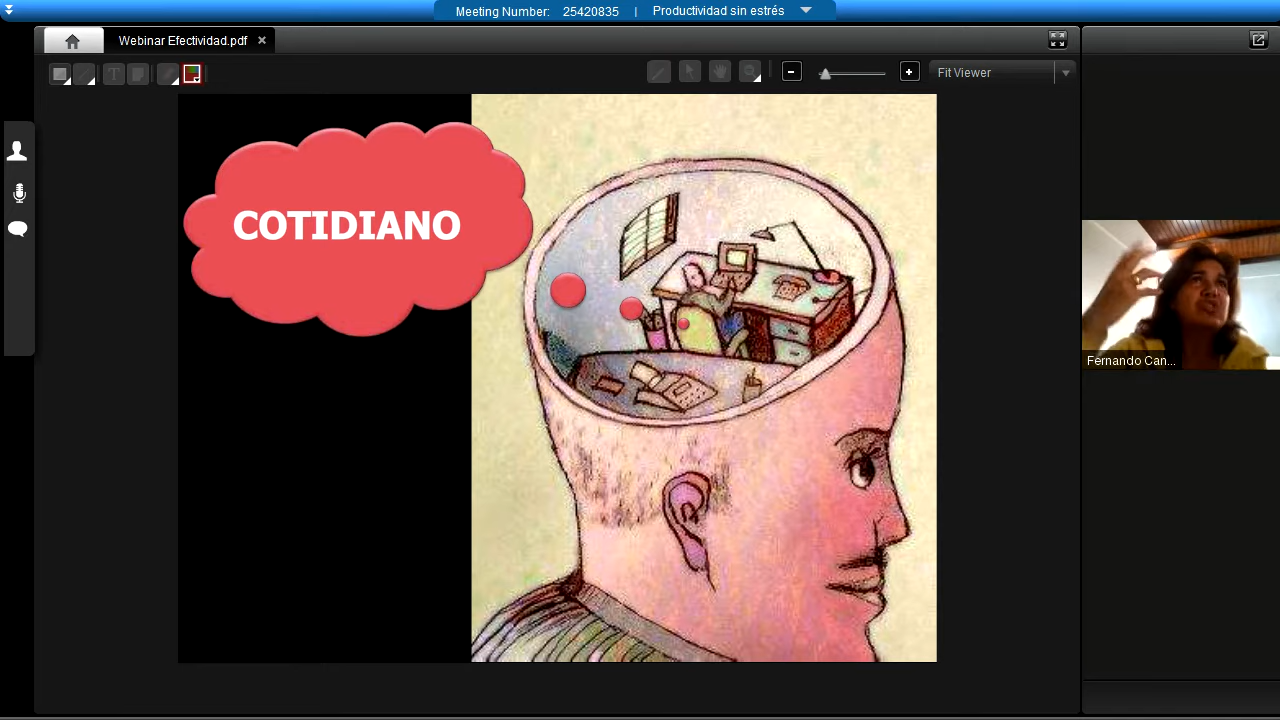 Meeting Number: 25420835 | Productividad sin estrés
Webinar Efectividad.pdf
T
Fit Viewer
COTIDIANO
Fernando Can...